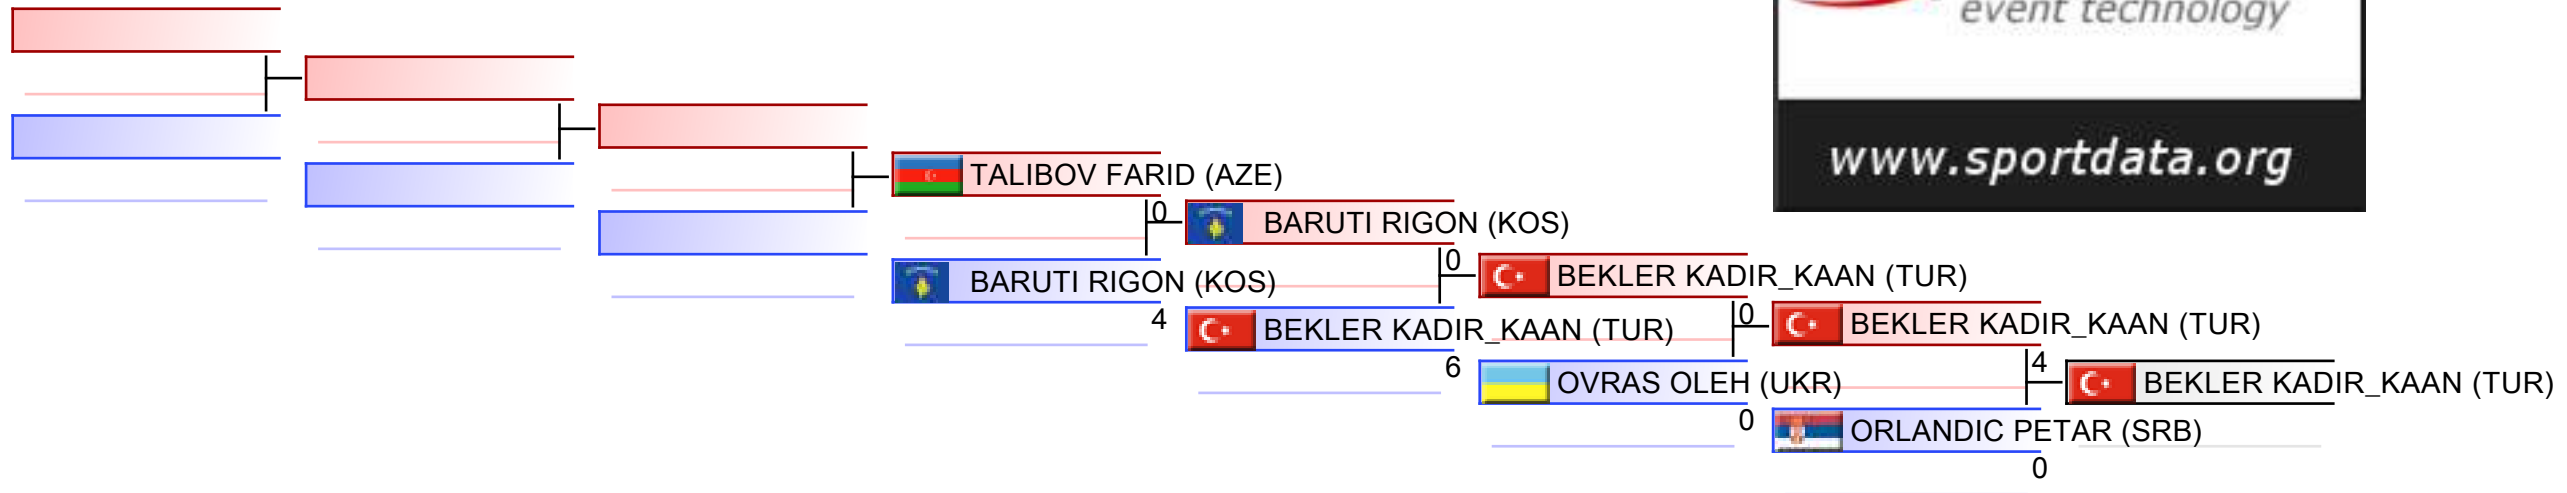 event technology
www.sportdata.org
TALIBOV FARID (AZE)
0
BARUTI RIGON (KOS)
0
BARUTI RIGON (KOS)
4
BEKLER KADIR_KAAN (TUR)
0
BEKLER KADIR_KAAN (TUR)
6
BEKLER KADIR_KAAN (TUR)
4
OVRAS OLEH (UKR)
0
BEKLER KADIR_KAAN (TUR)
ORLANDIC PETAR (SRB)
0